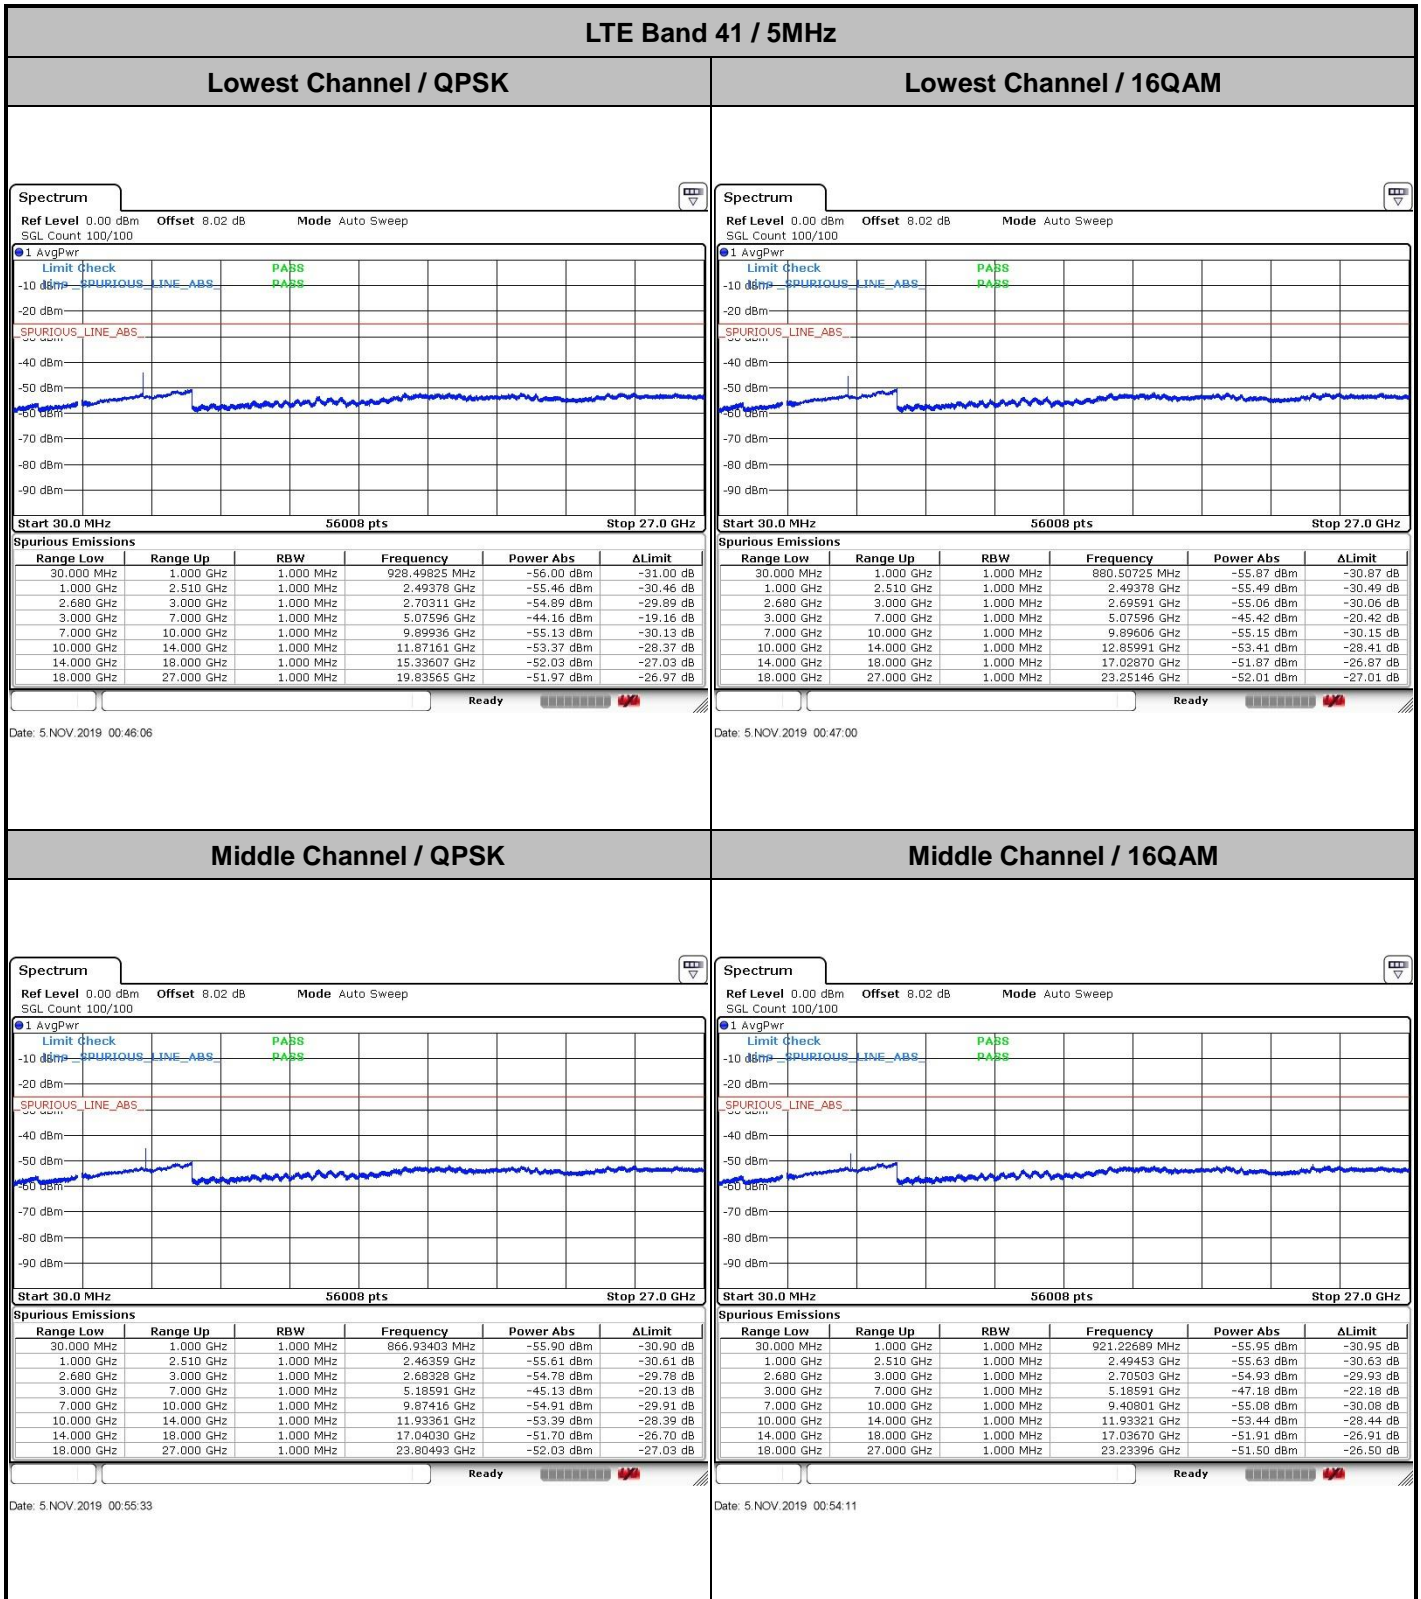 LTE Band 41 / 5MHz
Lowest Channel / QPSK
Lowest Channel / 16QAM
Spectrum
Ref Level 0.00 dBm Offset 8.02 dB Mode Auto Sweep
SGL Count 100/100
1 AvgPwr
Limit Check PASS
-10 dBm Line _SPURIOUS_LINE_ABS_ PASS
-20 dBm
_SPURIOUS_LINE_ABS_
-30 dBm
-40 dBm
-50 dBm
-60 dBm
-70 dBm
-80 dBm
-90 dBm
Start 30.0 MHz 56008 pts Stop 27.0 GHz
Spurious Emissions
Range Low Range Up RBW Frequency Power Abs ΔLimit
30.000 MHz 1.000 GHz 1.000 MHz 928.49825 MHz -56.00 dBm -31.00 dB
1.000 GHz 2.510 GHz 1.000 MHz 2.49378 GHz -55.46 dBm -30.46 dB
2.680 GHz 3.000 GHz 1.000 MHz 2.70311 GHz -54.89 dBm -29.89 dB
3.000 GHz 7.000 GHz 1.000 MHz 5.07596 GHz -44.16 dBm -19.16 dB
7.000 GHz 10.000 GHz 1.000 MHz 9.89936 GHz -55.13 dBm -30.13 dB
10.000 GHz 14.000 GHz 1.000 MHz 11.87161 GHz -53.37 dBm -28.37 dB
14.000 GHz 18.000 GHz 1.000 MHz 15.33607 GHz -52.03 dBm -27.03 dB
18.000 GHz 27.000 GHz 1.000 MHz 19.83565 GHz -51.97 dBm -26.97 dB
Ready
Date: 5.NOV.2019 00:46:06
Spectrum
Ref Level 0.00 dBm Offset 8.02 dB Mode Auto Sweep
SGL Count 100/100
1 AvgPwr
Limit Check PASS
-10 dBm Line _SPURIOUS_LINE_ABS_ PASS
-20 dBm
_SPURIOUS_LINE_ABS_
-30 dBm
-40 dBm
-50 dBm
-60 dBm
-70 dBm
-80 dBm
-90 dBm
Start 30.0 MHz 56008 pts Stop 27.0 GHz
Spurious Emissions
Range Low Range Up RBW Frequency Power Abs ΔLimit
30.000 MHz 1.000 GHz 1.000 MHz 880.50725 MHz -55.87 dBm -30.87 dB
1.000 GHz 2.510 GHz 1.000 MHz 2.49378 GHz -55.49 dBm -30.49 dB
2.680 GHz 3.000 GHz 1.000 MHz 2.69591 GHz -55.06 dBm -30.06 dB
3.000 GHz 7.000 GHz 1.000 MHz 5.07596 GHz -45.42 dBm -20.42 dB
7.000 GHz 10.000 GHz 1.000 MHz 9.89606 GHz -55.15 dBm -30.15 dB
10.000 GHz 14.000 GHz 1.000 MHz 12.85991 GHz -53.41 dBm -28.41 dB
14.000 GHz 18.000 GHz 1.000 MHz 17.02870 GHz -51.87 dBm -26.87 dB
18.000 GHz 27.000 GHz 1.000 MHz 23.25146 GHz -52.01 dBm -27.01 dB
Ready
Date: 5.NOV.2019 00:47:00
Middle Channel / QPSK
Middle Channel / 16QAM
Spectrum
Ref Level 0.00 dBm Offset 8.02 dB Mode Auto Sweep
SGL Count 100/100
1 AvgPwr
Limit Check PASS
-10 dBm Line _SPURIOUS_LINE_ABS_ PASS
-20 dBm
_SPURIOUS_LINE_ABS_
-30 dBm
-40 dBm
-50 dBm
-60 dBm
-70 dBm
-80 dBm
-90 dBm
Start 30.0 MHz 56008 pts Stop 27.0 GHz
Spurious Emissions
Range Low Range Up RBW Frequency Power Abs ΔLimit
30.000 MHz 1.000 GHz 1.000 MHz 866.93403 MHz -55.90 dBm -30.90 dB
1.000 GHz 2.510 GHz 1.000 MHz 2.46359 GHz -55.61 dBm -30.61 dB
2.680 GHz 3.000 GHz 1.000 MHz 2.68328 GHz -54.78 dBm -29.78 dB
3.000 GHz 7.000 GHz 1.000 MHz 5.18591 GHz -45.13 dBm -20.13 dB
7.000 GHz 10.000 GHz 1.000 MHz 9.87416 GHz -54.91 dBm -29.91 dB
10.000 GHz 14.000 GHz 1.000 MHz 11.93361 GHz -53.39 dBm -28.39 dB
14.000 GHz 18.000 GHz 1.000 MHz 17.04030 GHz -51.70 dBm -26.70 dB
18.000 GHz 27.000 GHz 1.000 MHz 23.80493 GHz -52.03 dBm -27.03 dB
Ready
Date: 5.NOV.2019 00:55:33
Spectrum
Ref Level 0.00 dBm Offset 8.02 dB Mode Auto Sweep
SGL Count 100/100
1 AvgPwr
Limit Check PASS
-10 dBm Line _SPURIOUS_LINE_ABS_ PASS
-20 dBm
_SPURIOUS_LINE_ABS_
-30 dBm
-40 dBm
-50 dBm
-60 dBm
-70 dBm
-80 dBm
-90 dBm
Start 30.0 MHz 56008 pts Stop 27.0 GHz
Spurious Emissions
Range Low Range Up RBW Frequency Power Abs ΔLimit
30.000 MHz 1.000 GHz 1.000 MHz 921.22689 MHz -55.95 dBm -30.95 dB
1.000 GHz 2.510 GHz 1.000 MHz 2.49453 GHz -55.63 dBm -30.63 dB
2.680 GHz 3.000 GHz 1.000 MHz 2.70503 GHz -54.93 dBm -29.93 dB
3.000 GHz 7.000 GHz 1.000 MHz 5.18591 GHz -47.18 dBm -22.18 dB
7.000 GHz 10.000 GHz 1.000 MHz 9.40801 GHz -55.08 dBm -30.08 dB
10.000 GHz 14.000 GHz 1.000 MHz 11.93321 GHz -53.44 dBm -28.44 dB
14.000 GHz 18.000 GHz 1.000 MHz 17.03670 GHz -51.91 dBm -26.91 dB
18.000 GHz 27.000 GHz 1.000 MHz 23.23396 GHz -51.50 dBm -26.50 dB
Ready
Date: 5.NOV.2019 00:54:11